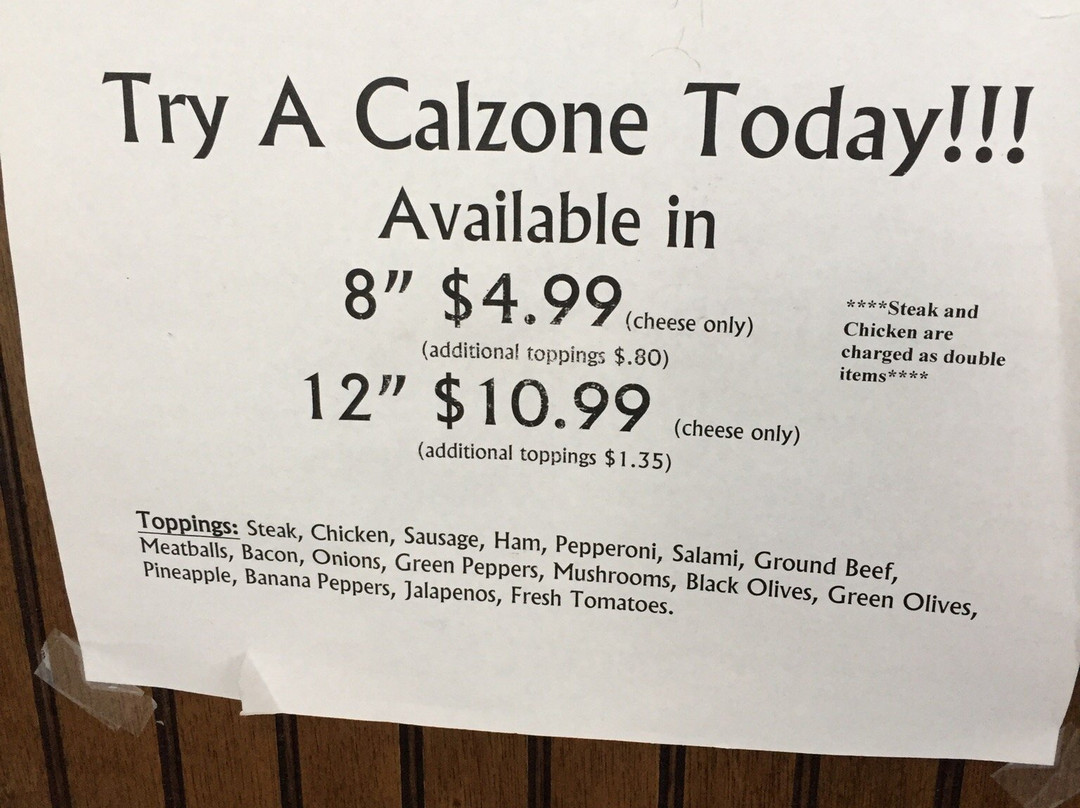 Try A Calzone Today!!!
Available in
8” $4.99 (cheese only)
(additional toppings $.80)
12” $10.99 (cheese only)
(additional toppings $1.35)
****Steak and
Chicken are
charged as double
items****
Toppings: Steak, Chicken, Sausage, Ham, Pepperoni, Salami, Ground Beef,
Meatballs, Bacon, Onions, Green Peppers, Mushrooms, Black Olives, Green Olives,
Pineapple, Banana Peppers, Jalapenos, Fresh Tomatoes.